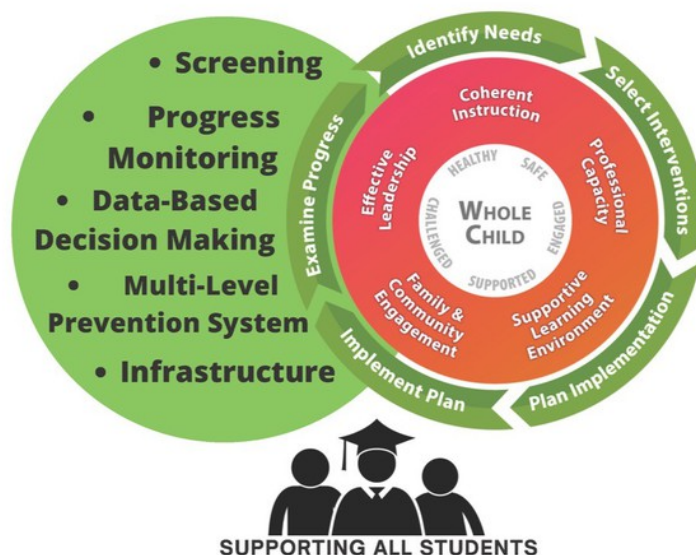 • Screening
• Progress
Monitoring
• Data-Based
Decision Making
• Multi-Level
Prevention System
• Infrastructure
Identify Needs
Select Interventions
Plan Implementation
Implement Plan
Examine Progress
Coherent
Instruction
Professional
Capacity
Supportive
Learning
Environment
Family &
Community
Engagement
Effective
Leadership
HEALTHY
SAFE
ENGAGED
SUPPORTED
CHALLENGED
WHOLE
CHILD
SUPPORTING ALL STUDENTS